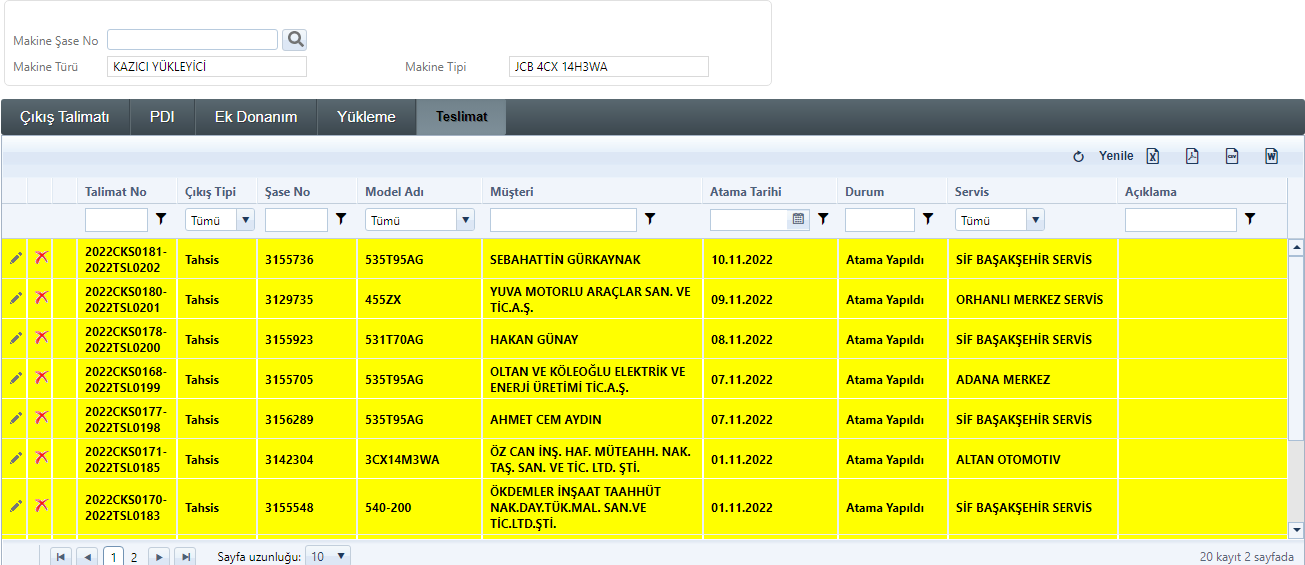 Makine Şase No
Makine Türü KAZICI YÜKLEYİCİ Makine Tipi JCB 4CX 14H3WA
Çıkış Talimatı PDI Ek Donanım Yükleme Teslimat
Yenile
Talimat No Çıkış Tipi Şase No Model Adı Müşteri Atama Tarihi Durum Servis Açıklama
Tümü Tümü Tümü
2022CKS0181-
2022TSL0202 Tahsis 3155736 535T95AG SEBAHATTİN GÜRKAYNAK 10.11.2022 Atama Yapıldı SİF BAŞAKŞEHİR SERVİS
2022CKS0180-
2022TSL0201 Tahsis 3129735 455ZX YUVA MOTORLU ARAÇLAR SAN. VE
TİC.A.Ş. 09.11.2022 Atama Yapıldı ORHANLI MERKEZ SERVİS
2022CKS0178-
2022TSL0200 Tahsis 3155923 531T70AG HAKAN GÜNAY 08.11.2022 Atama Yapıldı SİF BAŞAKŞEHİR SERVİS
2022CKS0168-
2022TSL0199 Tahsis 3155705 535T95AG OLTAN VE KÖLEOĞLU ELEKTRİK VE
ENERJİ ÜRETİMİ TİC.A.Ş. 07.11.2022 Atama Yapıldı ADANA MERKEZ
2022CKS0177-
2022TSL0198 Tahsis 3156289 535T95AG AHMET CEM AYDIN 07.11.2022 Atama Yapıldı SİF BAŞAKŞEHİR SERVİS
2022CKS0171-
2022TSL0185 Tahsis 3142304 3CX14M3WA ÖZ CAN İNŞ. HAF. MÜTEAHH. NAK.
TAŞ. SAN. VE TİC. LTD. ŞTİ. 01.11.2022 Atama Yapıldı ALTAN OTOMOTIV
2022CKS0170-
2022TSL0183 Tahsis 3155548 540-200 ÖKDEMLER İNŞAAT TAAHHÜT
NAK.DAY.TÜK.MAL. SAN.VE
TİC.LTD.ŞTİ. 01.11.2022 Atama Yapıldı SİF BAŞAKŞEHİR SERVİS
1 2 Sayfa uzunluğu: 10 20 kayıt 2 sayfada